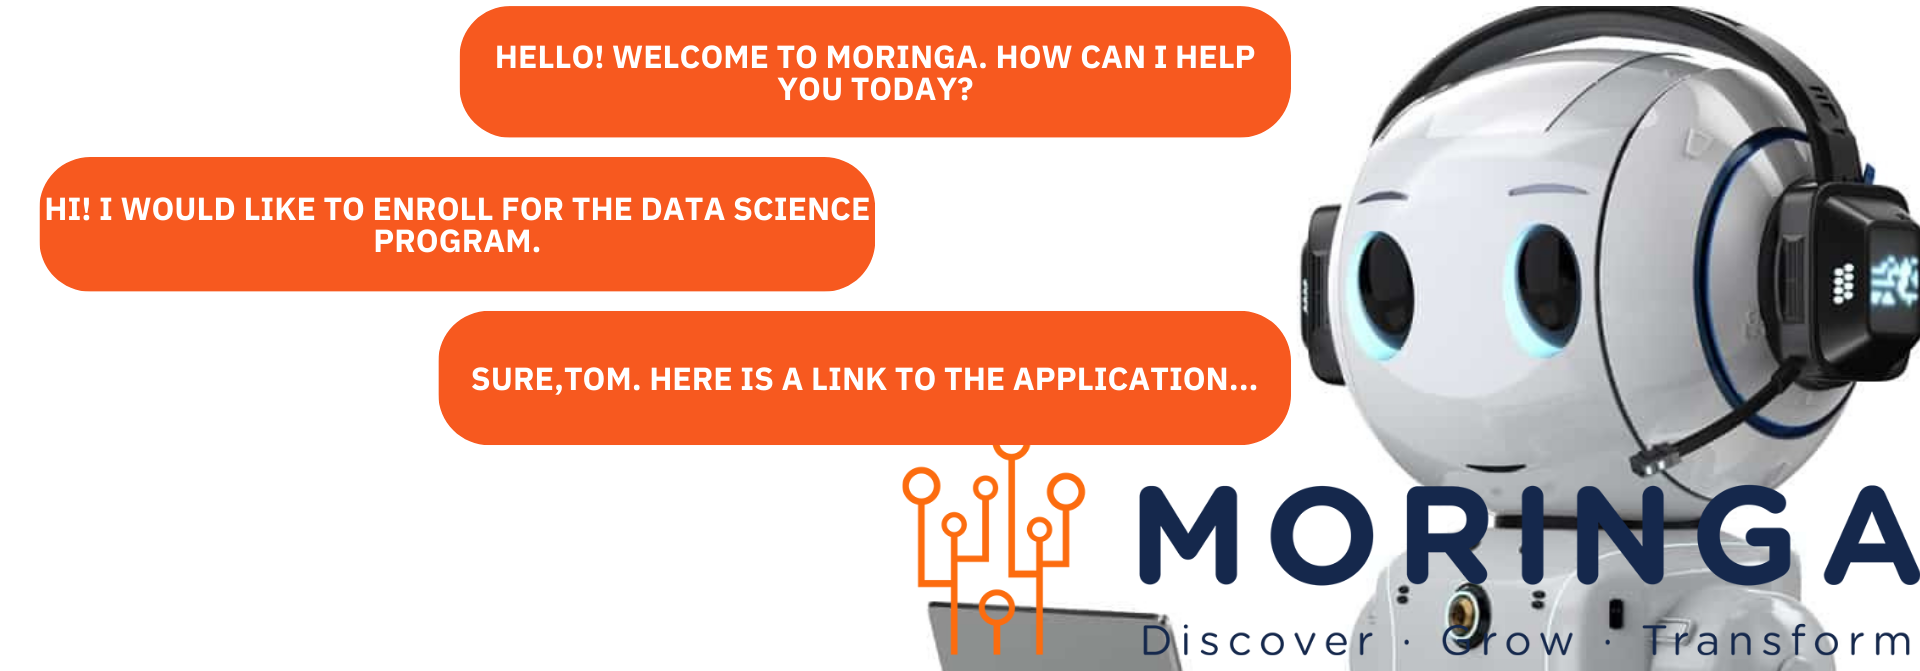 HELLO! WELCOME TO MORINGA. HOW CAN I HELP
YOU TODAY?
HI! I WOULD LIKE TO ENROLL FOR THE DATA SCIENCE
PROGRAM.
SURE,TOM. HERE IS A LINK TO THE APPLICATION...
MORINGA
Discover · Grow · Transform